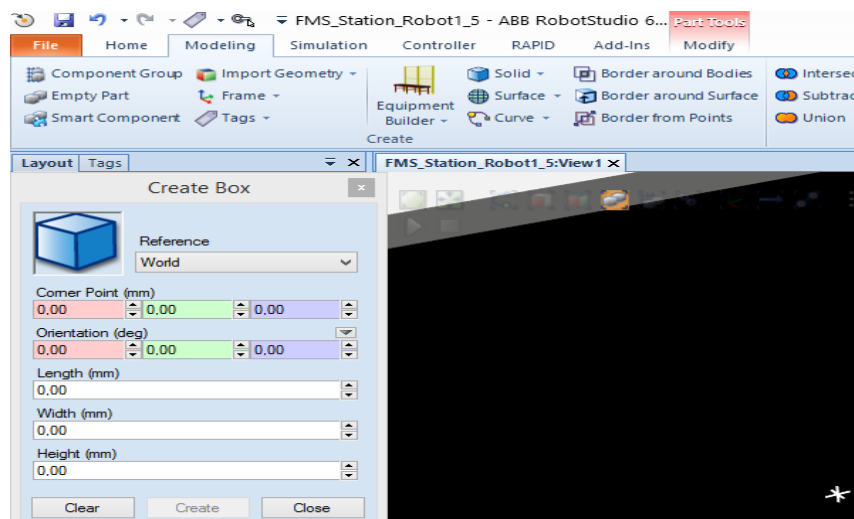 FMS_Station_Robot1_5 - ABB RobotStudio 6... Part Tools
File Home Modeling Simulation Controller RAPID Add-Ins Modify
Component Group Import Geometry Solid Border around Bodies Intersec
Empty Part Frame Equipment Builder Surface Border around Surface Subtrac
Smart Component Tags Curve Border from Points Union
Create
Layout Tags FMS_Station_Robot1_5:View1
Create Box
Reference
World
Corner Point (mm)
0,00 0,00 0,00
Orientation (deg)
0,00 0,00 0,00
Length (mm)
0,00
Width (mm)
0,00
Height (mm)
0,00
Clear Create Close